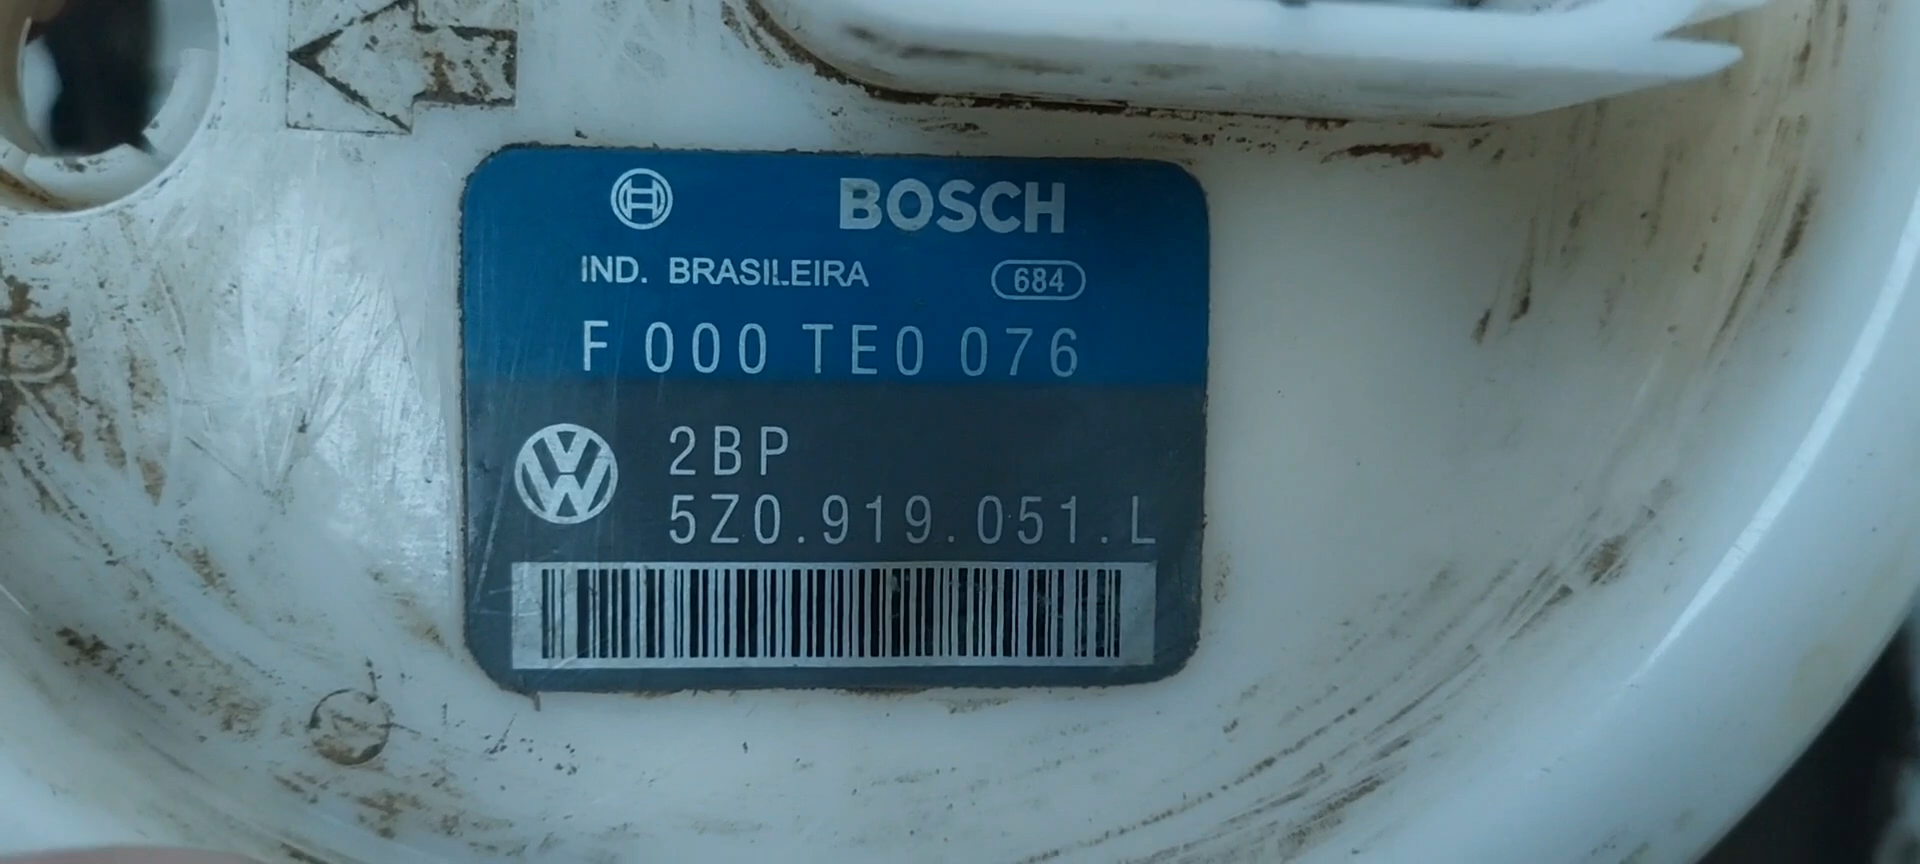 BOSCH
IND. BRASILEIRA 684
F 000 TE0 076
2BP
5Z0.919.051.L